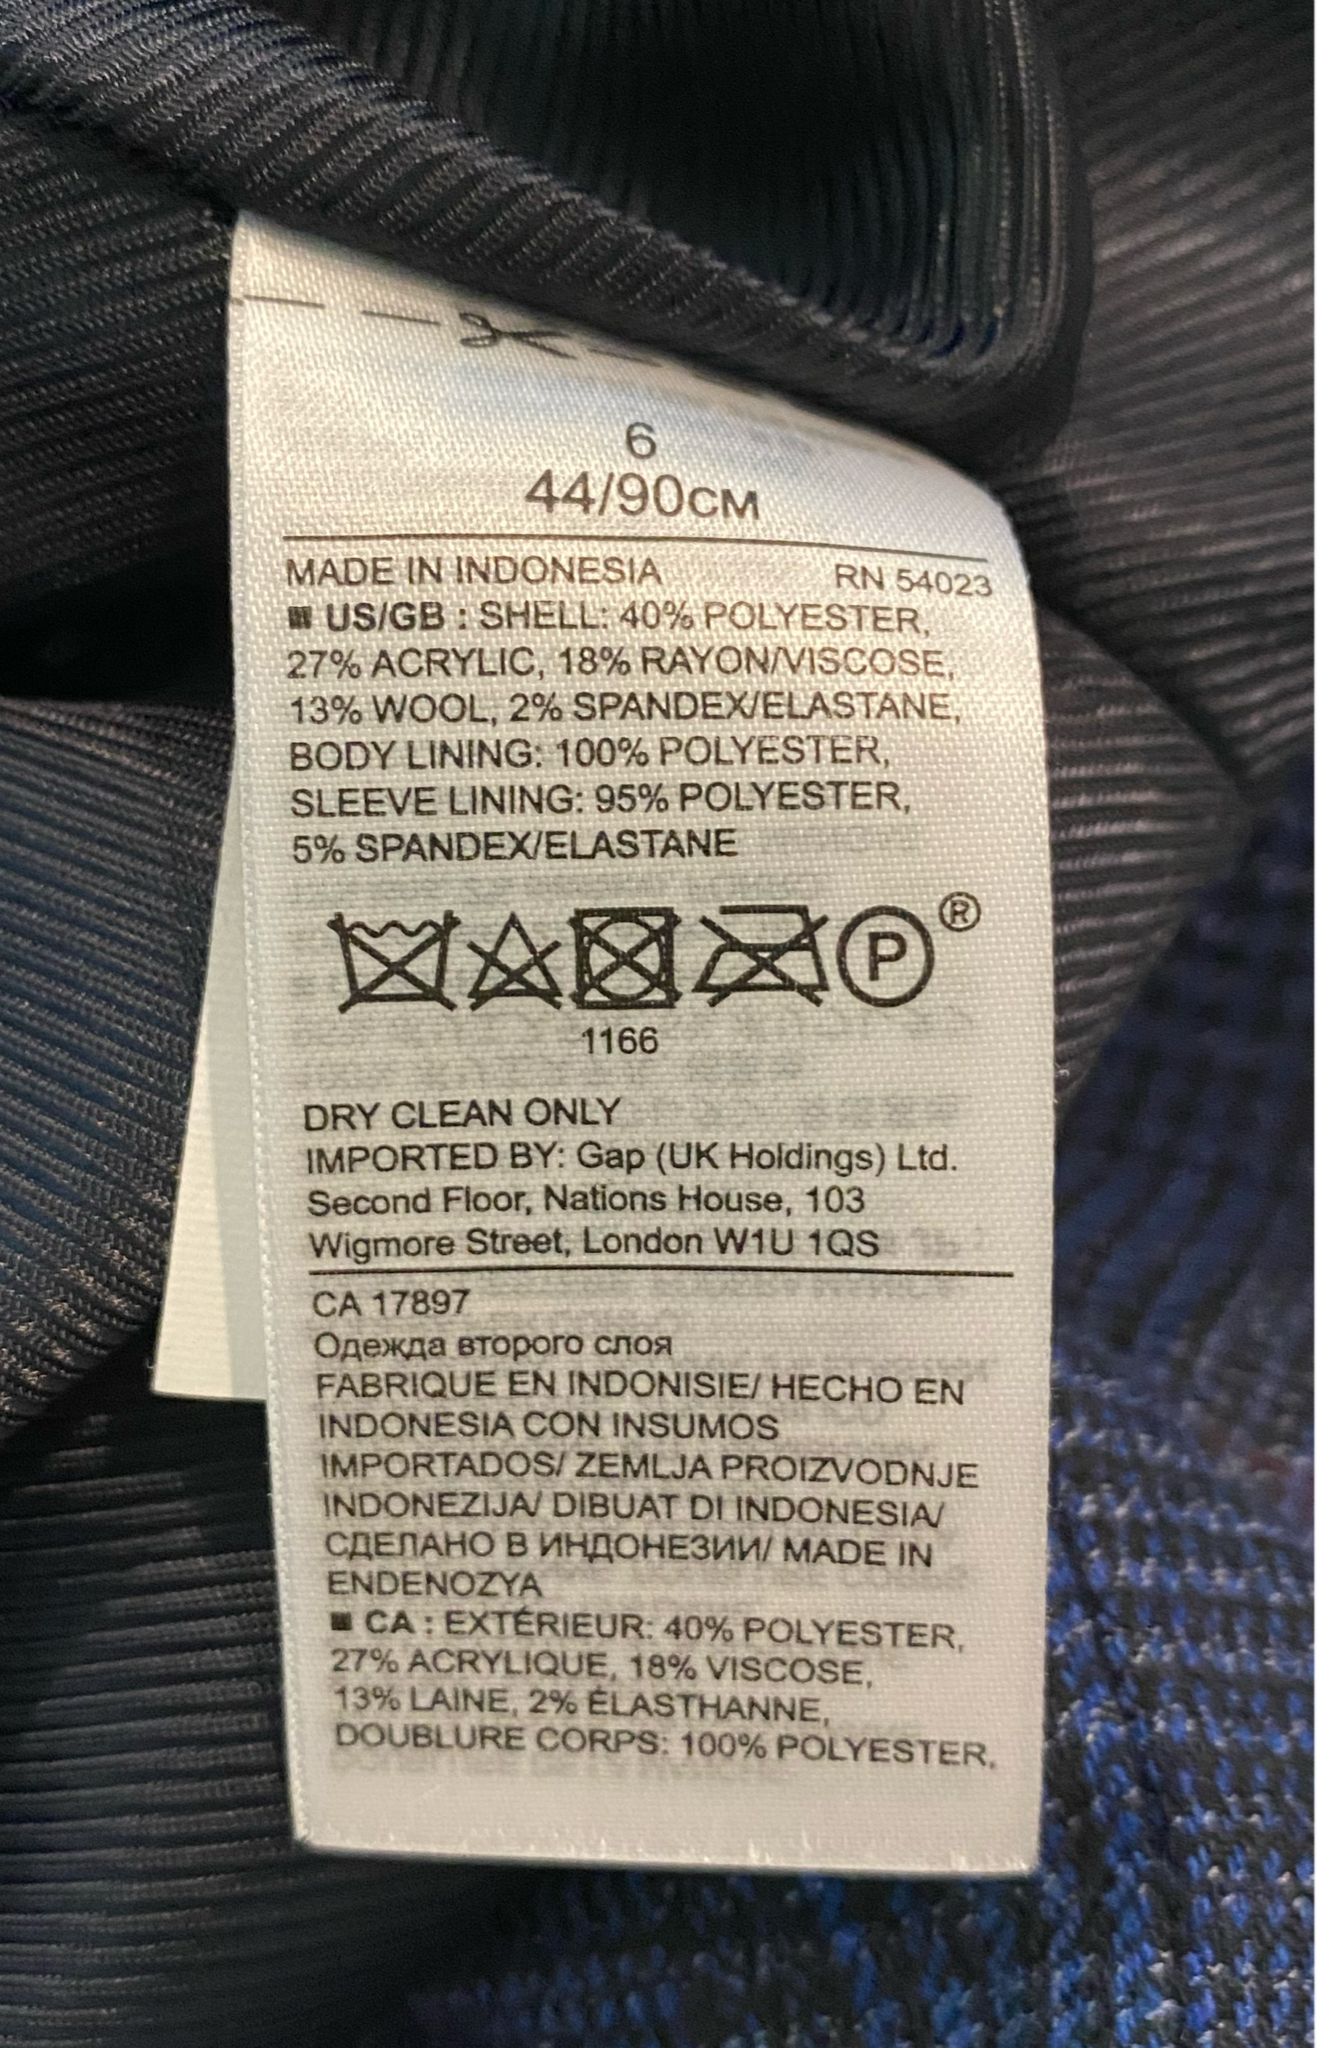 6
44/90СМ
MADE IN INDONESIA RN 54023
US/GB : SHELL: 40% POLYESTER,
27% ACRYLIC, 18% RAYON/VISCOSE,
13% WOOL, 2% SPANDEX/ELASTANE,
BODY LINING: 100% POLYESTER,
SLEEVE LINING: 95% POLYESTER,
5% SPANDEX/ELASTANE
P ®
1166
DRY CLEAN ONLY
IMPORTED BY: Gap (UK Holdings) Ltd.
Second Floor, Nations House, 103
Wigmore Street, London W1U 1QS
CA 17897
Одежда второго слоя
FABRIQUE EN INDONISIE/ HECHO EN
INDONESIA CON INSUMOS
IMPORTADOS/ ZEMLJA PROIZVODNJE
INDONEZIJA/ DIBUAT DI INDONESIA/
СДЕЛАНО В ИНДОНЕЗИИ/ MADE IN
ENDENOZYA
CA : EXTÉRIEUR: 40% POLYESTER,
27% ACRYLIQUE, 18% VISCOSE,
13% LAINE, 2% ÉLASTHANNE,
DOUBLURE CORPS: 100% POLYESTER,